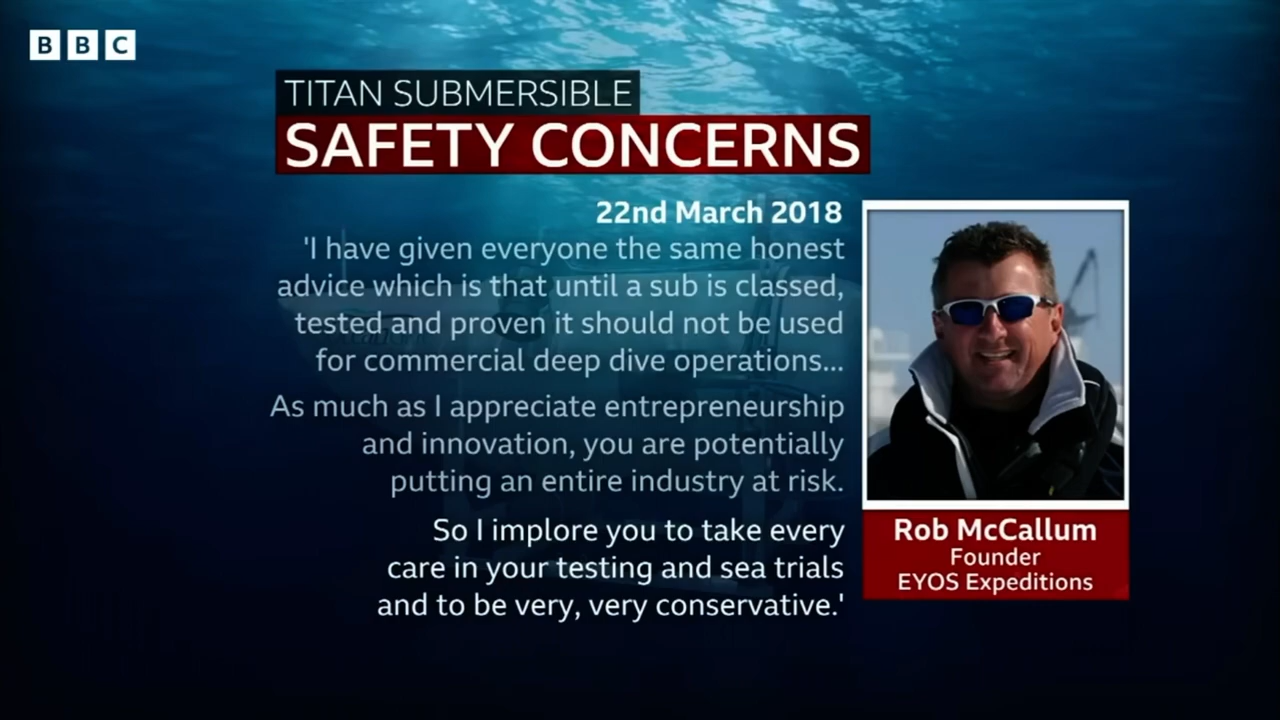 BBC
TITAN SUBMERSIBLE
SAFETY CONCERNS
22nd March 2018
'I have given everyone the same honest
advice which is that until a sub is classed,
tested and proven it should not be used
for commercial deep dive operations...
As much as I appreciate entrepreneurship
and innovation, you are potentially
putting an entire industry at risk.
So I implore you to take every
care in your testing and sea trials
and to be very, very conservative.'
Rob McCallum
Founder
EYOS Expeditions